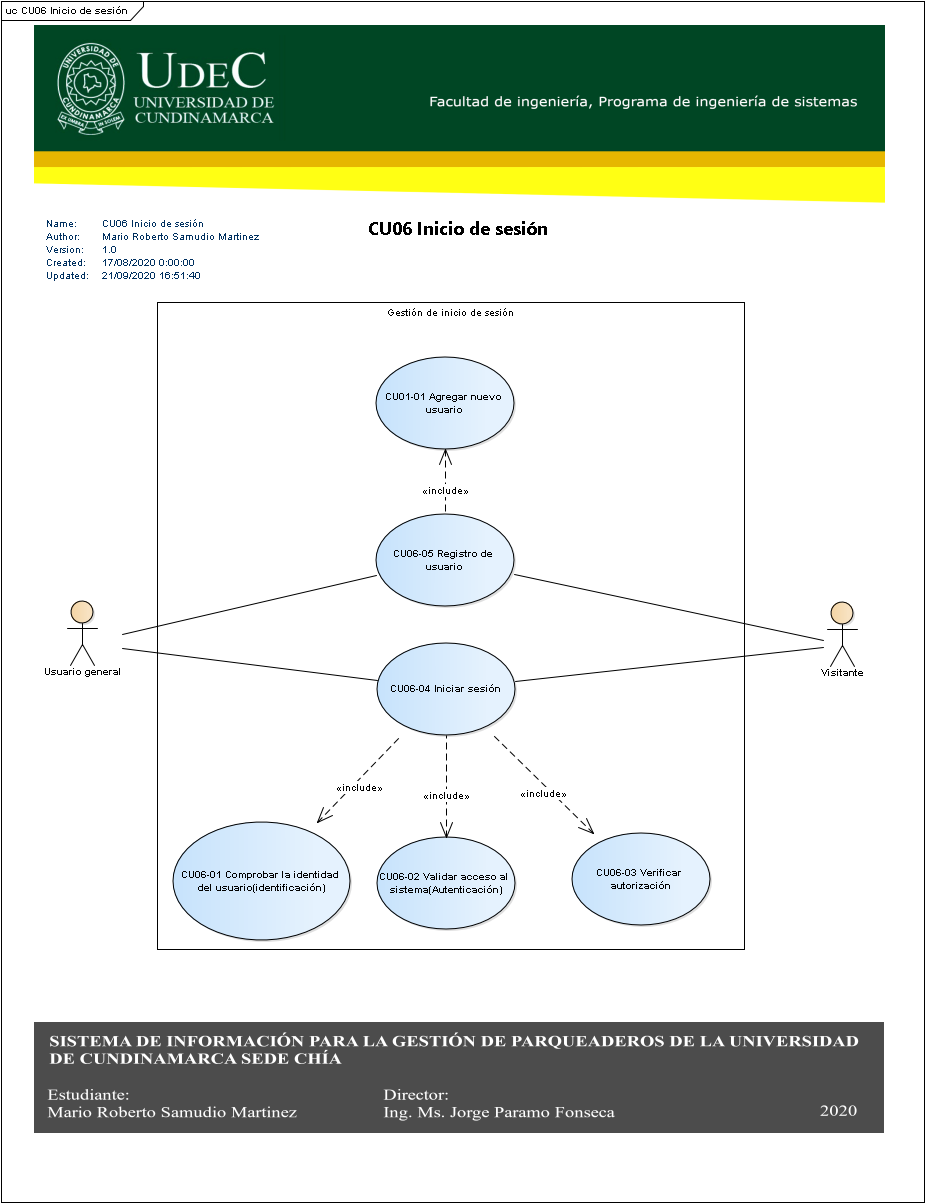 uc CU06 Inicio de sesión
UNIVERSIDAD DE CUNDINAMARCA
UDEC
UNIVERSIDAD DE
CUNDINAMARCA
Facultad de ingeniería, Programa de ingeniería de sistemas
Name: CU06 Inicio de sesión
Author: Mario Roberto Samudio Martinez
Version: 1.0
Created: 17/08/2020 0:00:00
Updated: 21/09/2020 16:51:40
CU06 Inicio de sesión
Gestión de inicio de sesión
CU01-01 Agregar nuevo
usuario
«include»
CU06-05 Registro de
usuario
Usuario general
Visitante
CU06-04 Iniciar sesión
«include»
«include»
«include»
CU06-01 Comprobar la identidad
del usuario(identificación)
CU06-02 Validar acceso al
sistema(Autenticación)
CU06-03 Verificar
autorización
SISTEMA DE INFORMACIÓN PARA LA GESTIÓN DE PARQUEADEROS DE LA UNIVERSIDAD
DE CUNDINAMARCA SEDE CHÍA
Estudiante:
Mario Roberto Samudio Martinez
Director:
Ing. Ms. Jorge Paramo Fonseca
2020